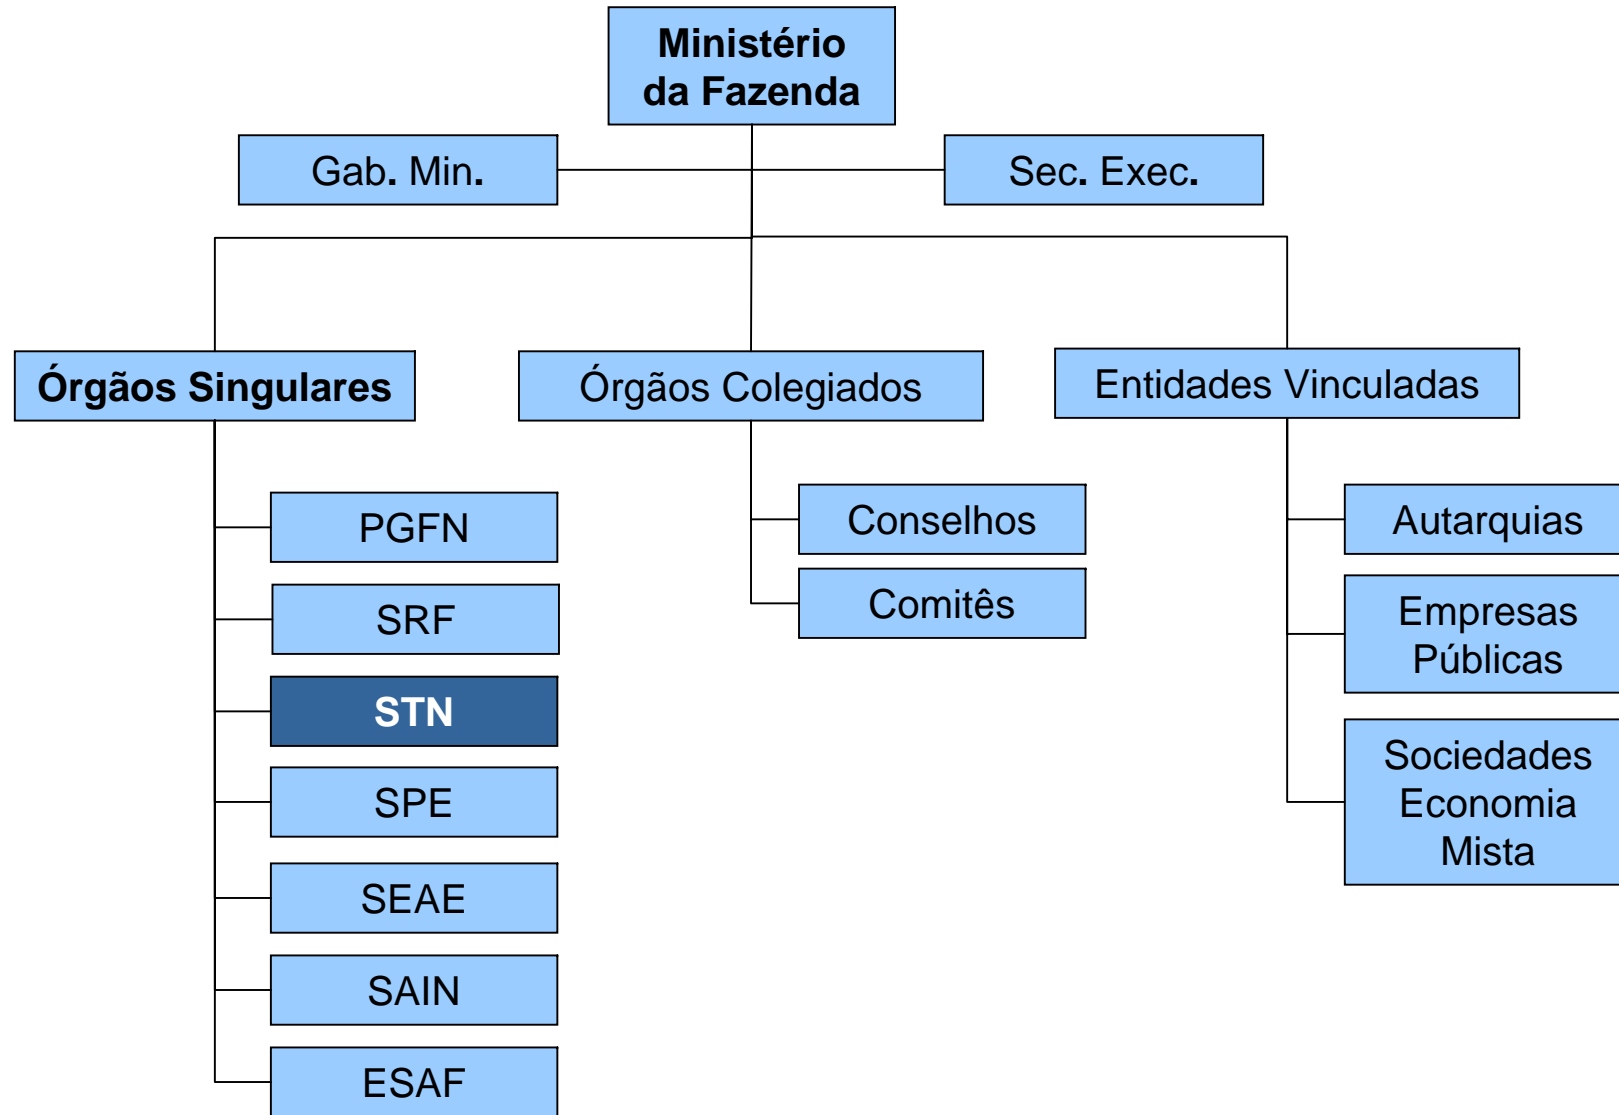 Ministério
da Fazenda
Gab. Min.
Sec. Exec.
Órgãos Singulares
Órgãos Colegiados
Entidades Vinculadas
PGFN
SRF
STN
SPE
SEAE
SAIN
ESAF
Conselhos
Comitês
Autarquias
Empresas
Públicas
Sociedades
Economia
Mista